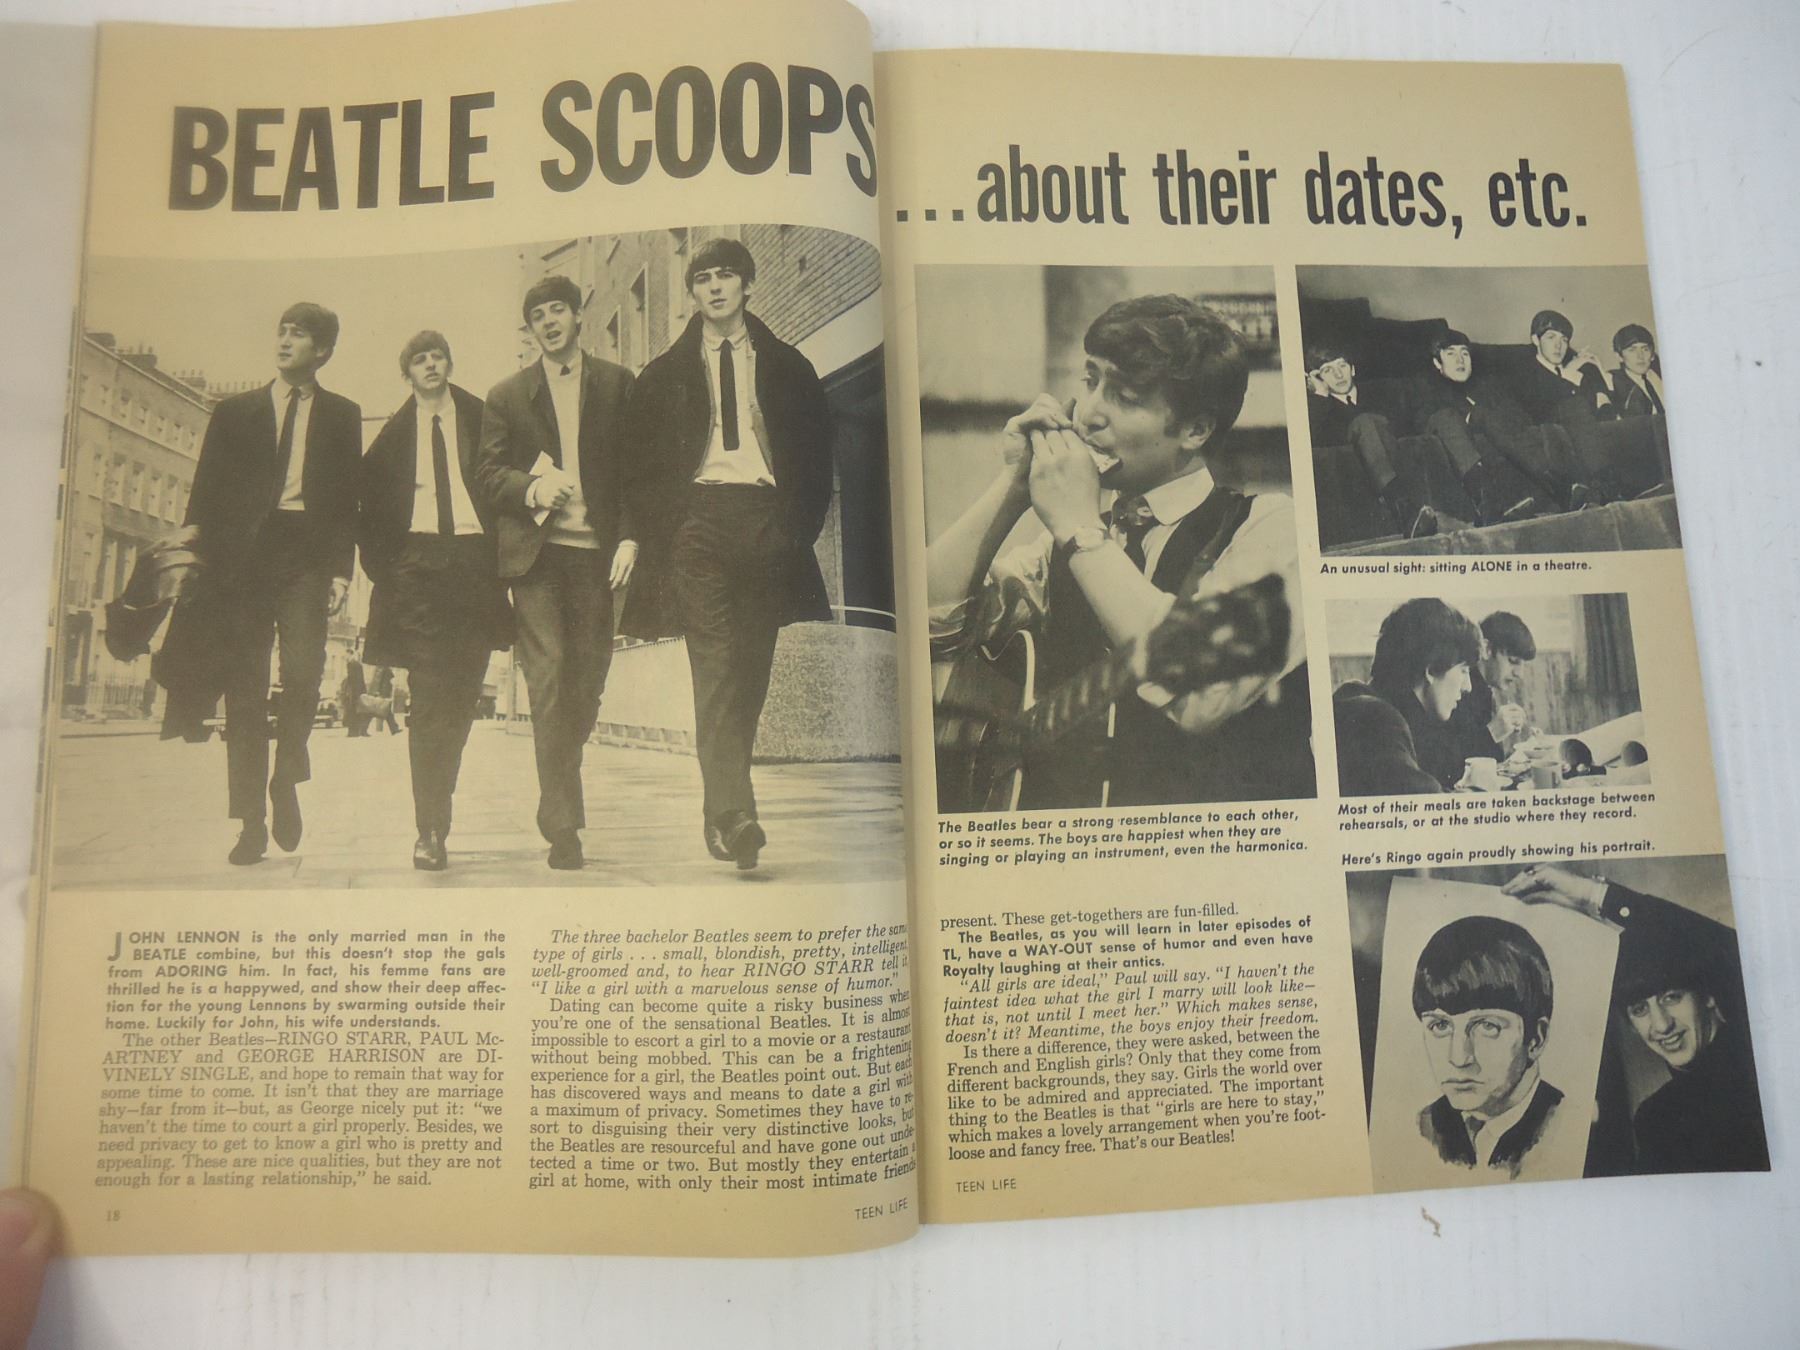 BEATLE SCOOPS
...about their dates, etc.
JOHN LENNON is the only married man in the
BEATLE combine, but this doesn't stop the gals
from ADORING him. In fact, his femme fans are
thrilled he is a happywed, and show their deep affec-
tion for the young Lennons by swarming outside their
home. Luckily for John, his wife understands.
The other Beatles—RINGO STARR, PAUL Mc-
CARTNEY and GEORGE HARRISON are DI-
VINELY SINGLE, and hope to remain that way for
some time to come. It isn't that they are marriage
shy—far from it—but, as George nicely put it: "we
haven't the time to court a girl properly. Besides, we
need privacy to get to know a girl who is pretty and
appealing. These are nice qualities, but they are not
enough for a lasting relationship," he said.
18
The three bachelor Beatles seem to prefer the same
type of girls . . . small, blondish, pretty, intelligent,
well-groomed and, to hear RINGO STARR tell it,
"I like a girl with a marvelous sense of humor."
Dating can become quite a risky business when
you're one of the sensational Beatles. It is almost
impossible to escort a girl to a movie or a restaurant
without being mobbed. This can be a frightening
experience for a girl, the Beatles point out. But each
has discovered ways and means to date a girl with
a maximum of privacy. Sometimes they have to re-
sort to disguising their very distinctive looks, but
the Beatles are resourceful and have gone out unde-
tected a time or two. But mostly they entertain a
girl at home, with only their most intimate friends
TEEN LIFE
The Beatles bear a strong resemblance to each other,
or so it seems. The boys are happiest when they are
singing or playing an instrument, even the harmonica.
present. These get-togethers are fun-filled.
The Beatles, as you will learn in later episodes of
TL, have a WAY-OUT sense of humor and even have
Royalty laughing at their antics.
"All girls are ideal," Paul will say. "I haven't the
faintest idea what the girl I marry will look like—
that is, not until I meet her." Which makes sense,
doesn't it? Meantime, the boys enjoy their freedom.
Is there a difference, they were asked, between the
French and English girls? Only that they come from
different backgrounds, they say. Girls the world over
like to be admired and appreciated. The important
thing to the Beatles is that "girls are here to stay,"
which makes a lovely arrangement when you're foot-
loose and fancy free. That's our Beatles!
TEEN LIFE
An unusual sight: sitting ALONE in a theatre.
Most of their meals are taken backstage between
rehearsals, or at the studio where they record.
Here's Ringo again proudly showing his portrait.